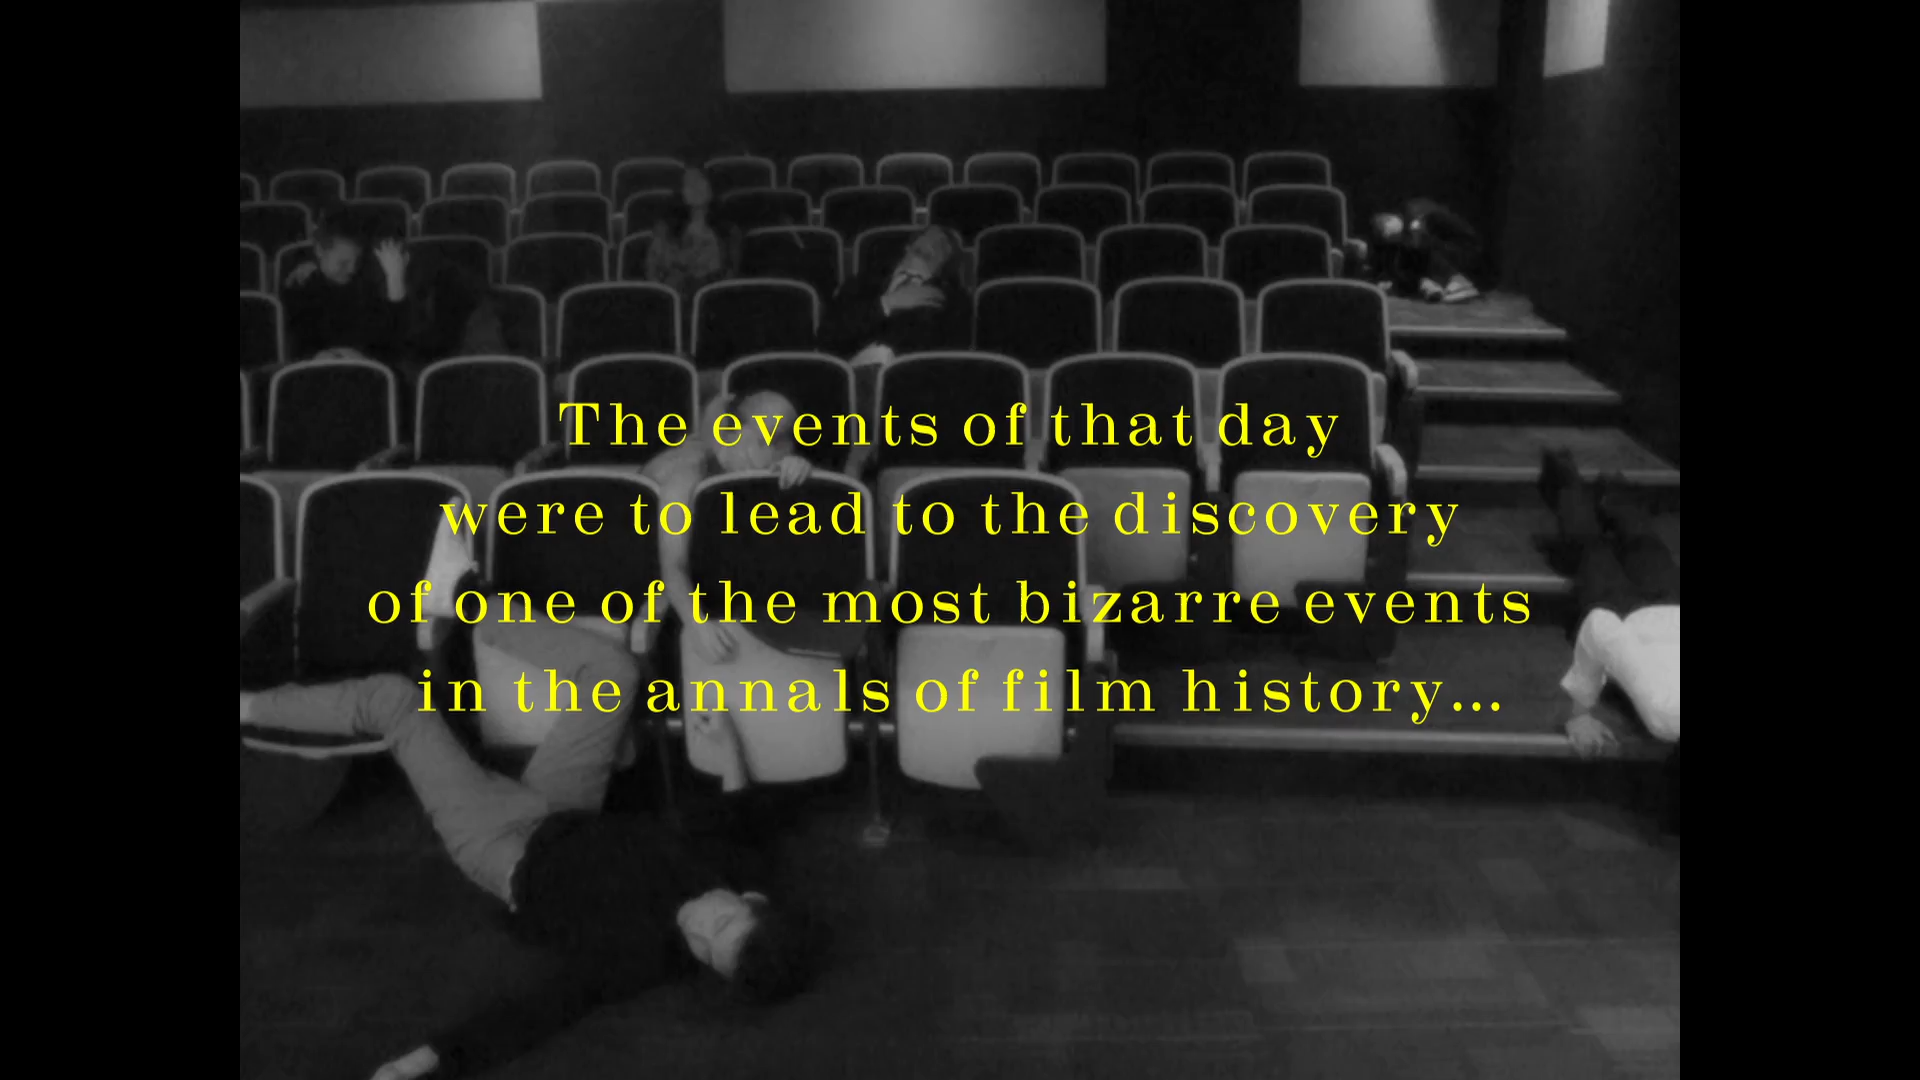 The events of that day
were to lead to the discovery
of one of the most bizarre events
in the annals of film history...